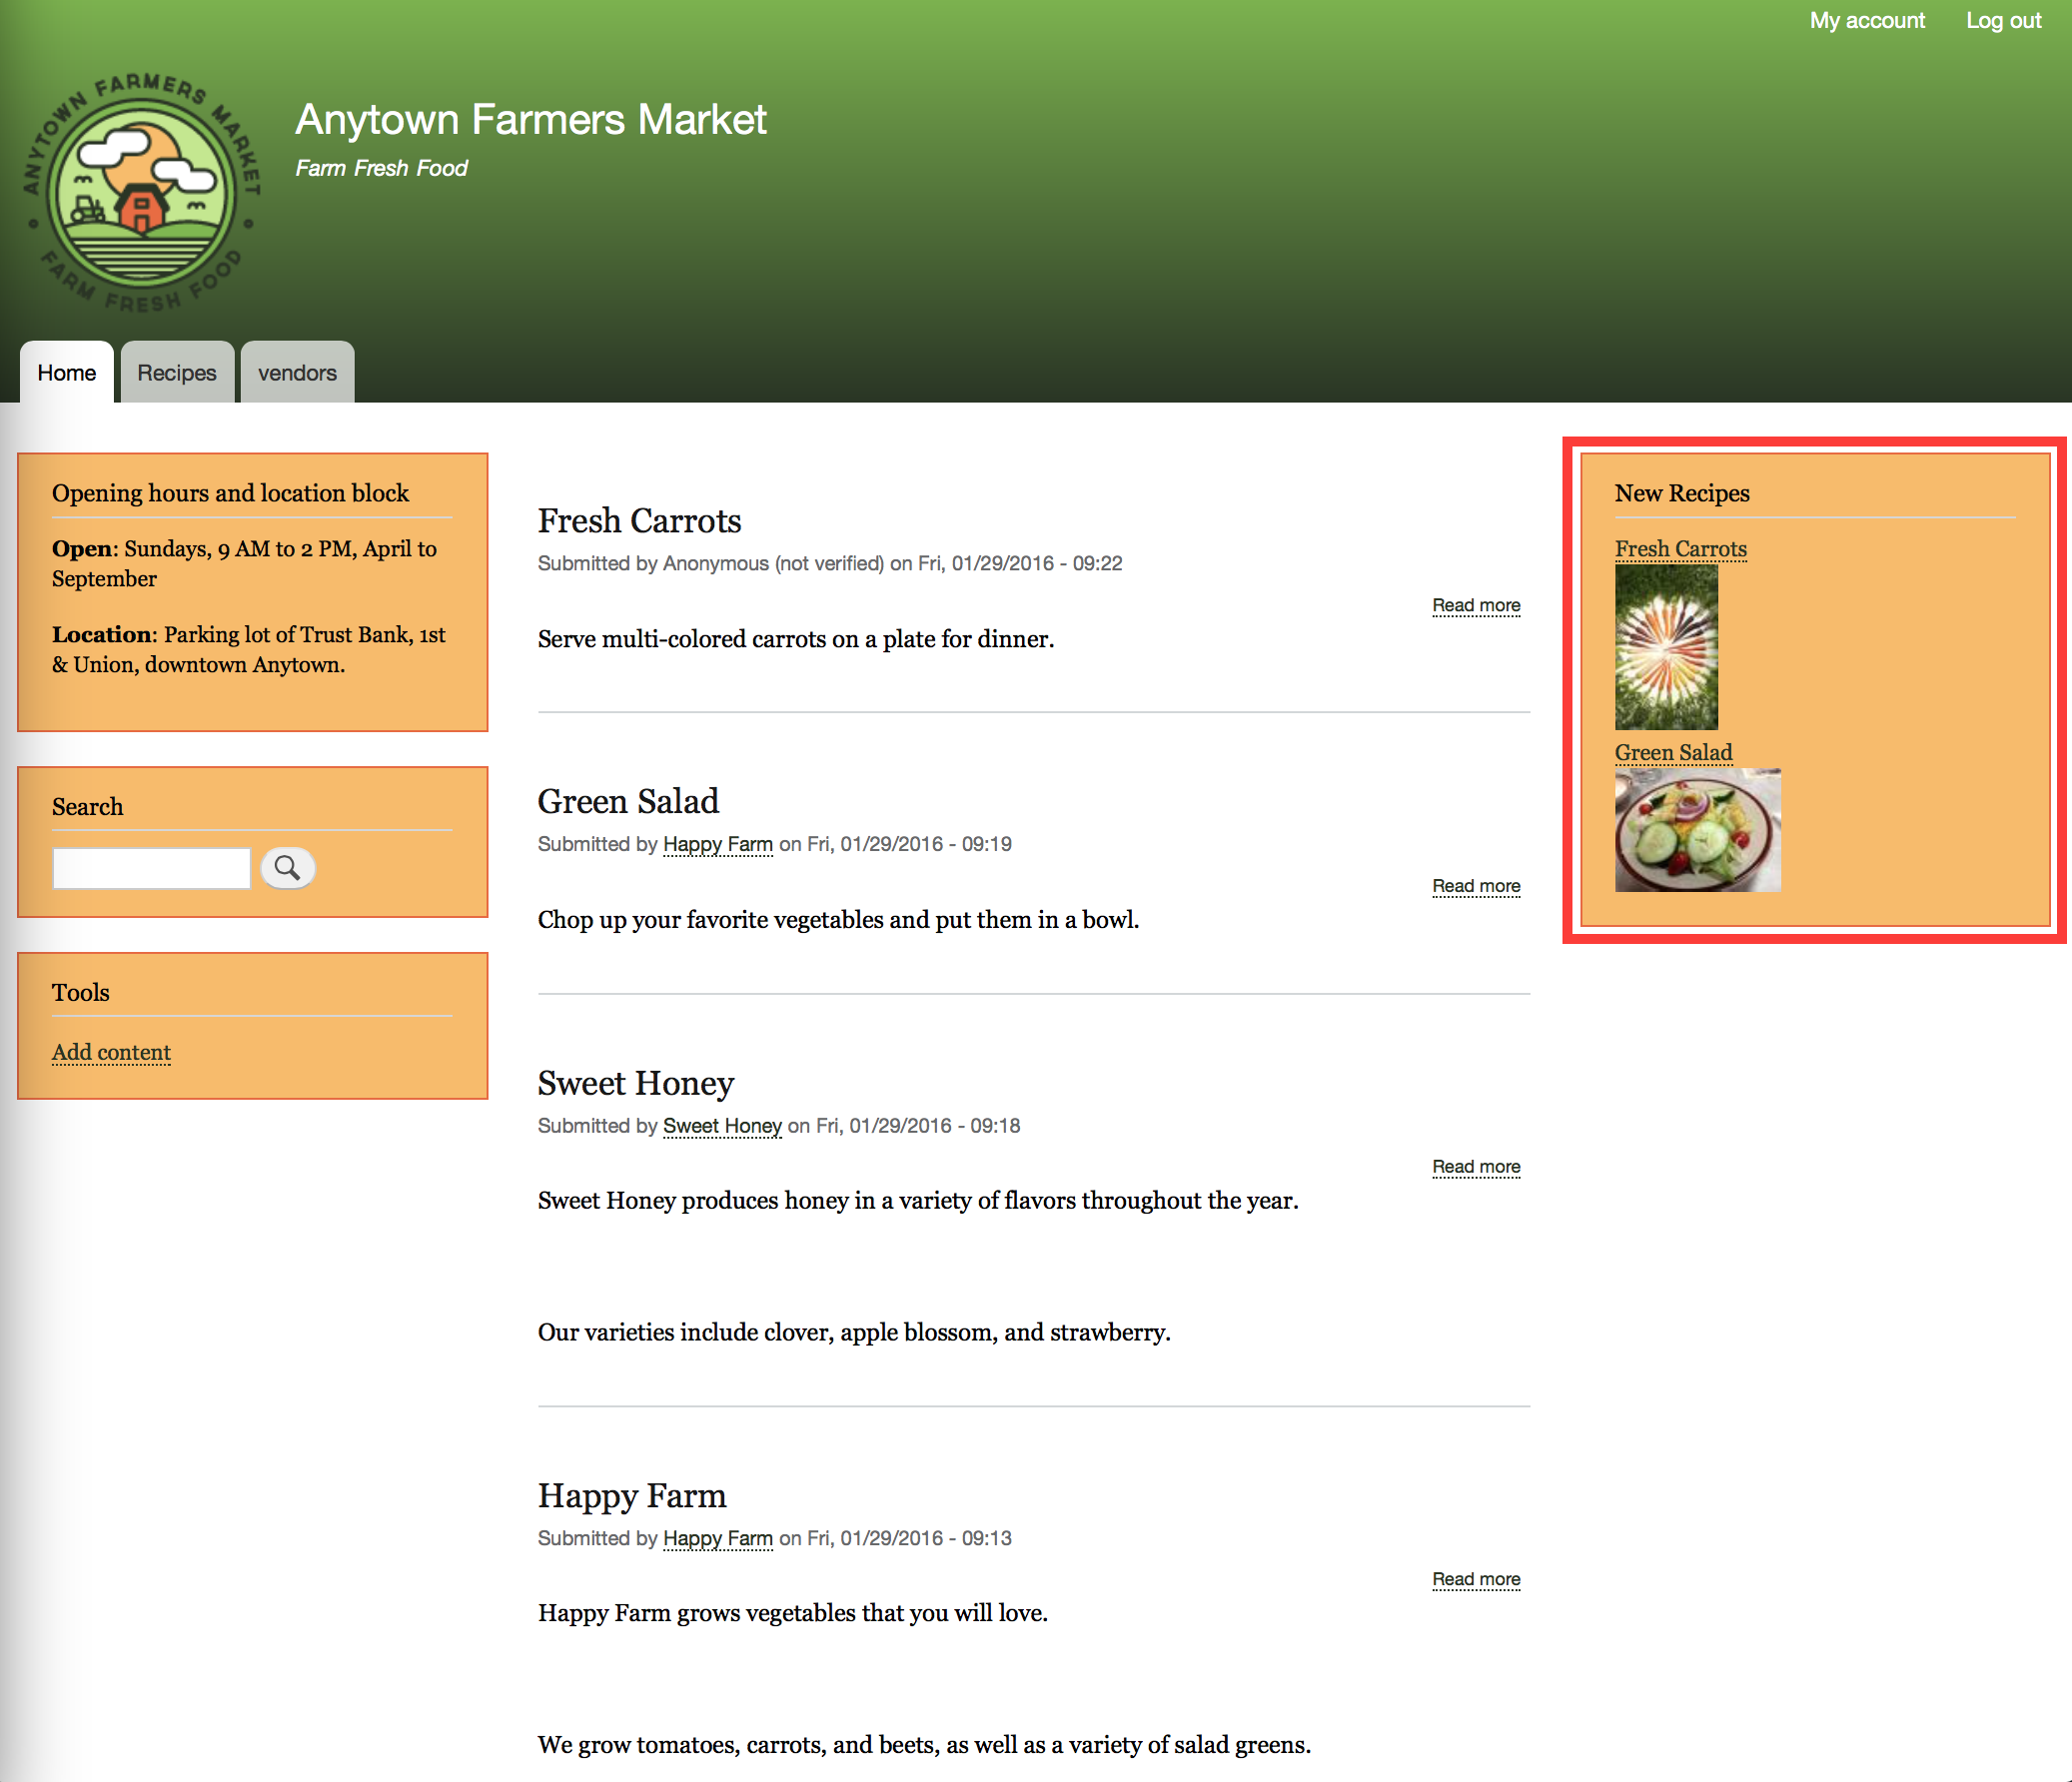 My account
Log out
ANYTOWN FARMERS MARKET
FARM FRESH FOOD
Anytown Farmers Market
Farm Fresh Food
Home
Recipes
vendors
Opening hours and location block
Open: Sundays, 9 AM to 2 PM, April to
September
Location: Parking lot of Trust Bank, 1st
& Union, downtown Anytown.
Search
Tools
Add content
Fresh Carrots
Submitted by Anonymous (not verified) on Fri, 01/29/2016 - 09:22
Read more
Serve multi-colored carrots on a plate for dinner.
Green Salad
Submitted by Happy Farm on Fri, 01/29/2016 - 09:19
Read more
Chop up your favorite vegetables and put them in a bowl.
Sweet Honey
Submitted by Sweet Honey on Fri, 01/29/2016 - 09:18
Read more
Sweet Honey produces honey in a variety of flavors throughout the year.
Our varieties include clover, apple blossom, and strawberry.
Happy Farm
Submitted by Happy Farm on Fri, 01/29/2016 - 09:13
Read more
Happy Farm grows vegetables that you will love.
We grow tomatoes, carrots, and beets, as well as a variety of salad greens.
New Recipes
Fresh Carrots
Green Salad